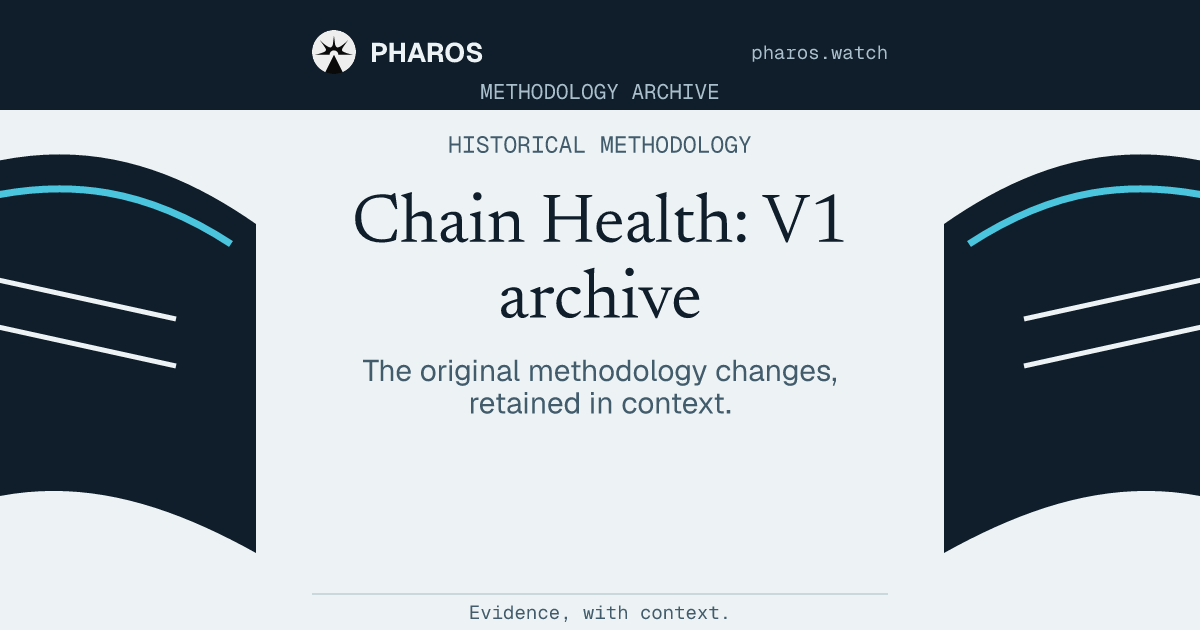 PHAROS
pharos.watch
METHODOLOGY ARCHIVE
HISTORICAL METHODOLOGY
Chain Health: V1
archive
The original methodology changes,
retained in context.
Evidence, with context.